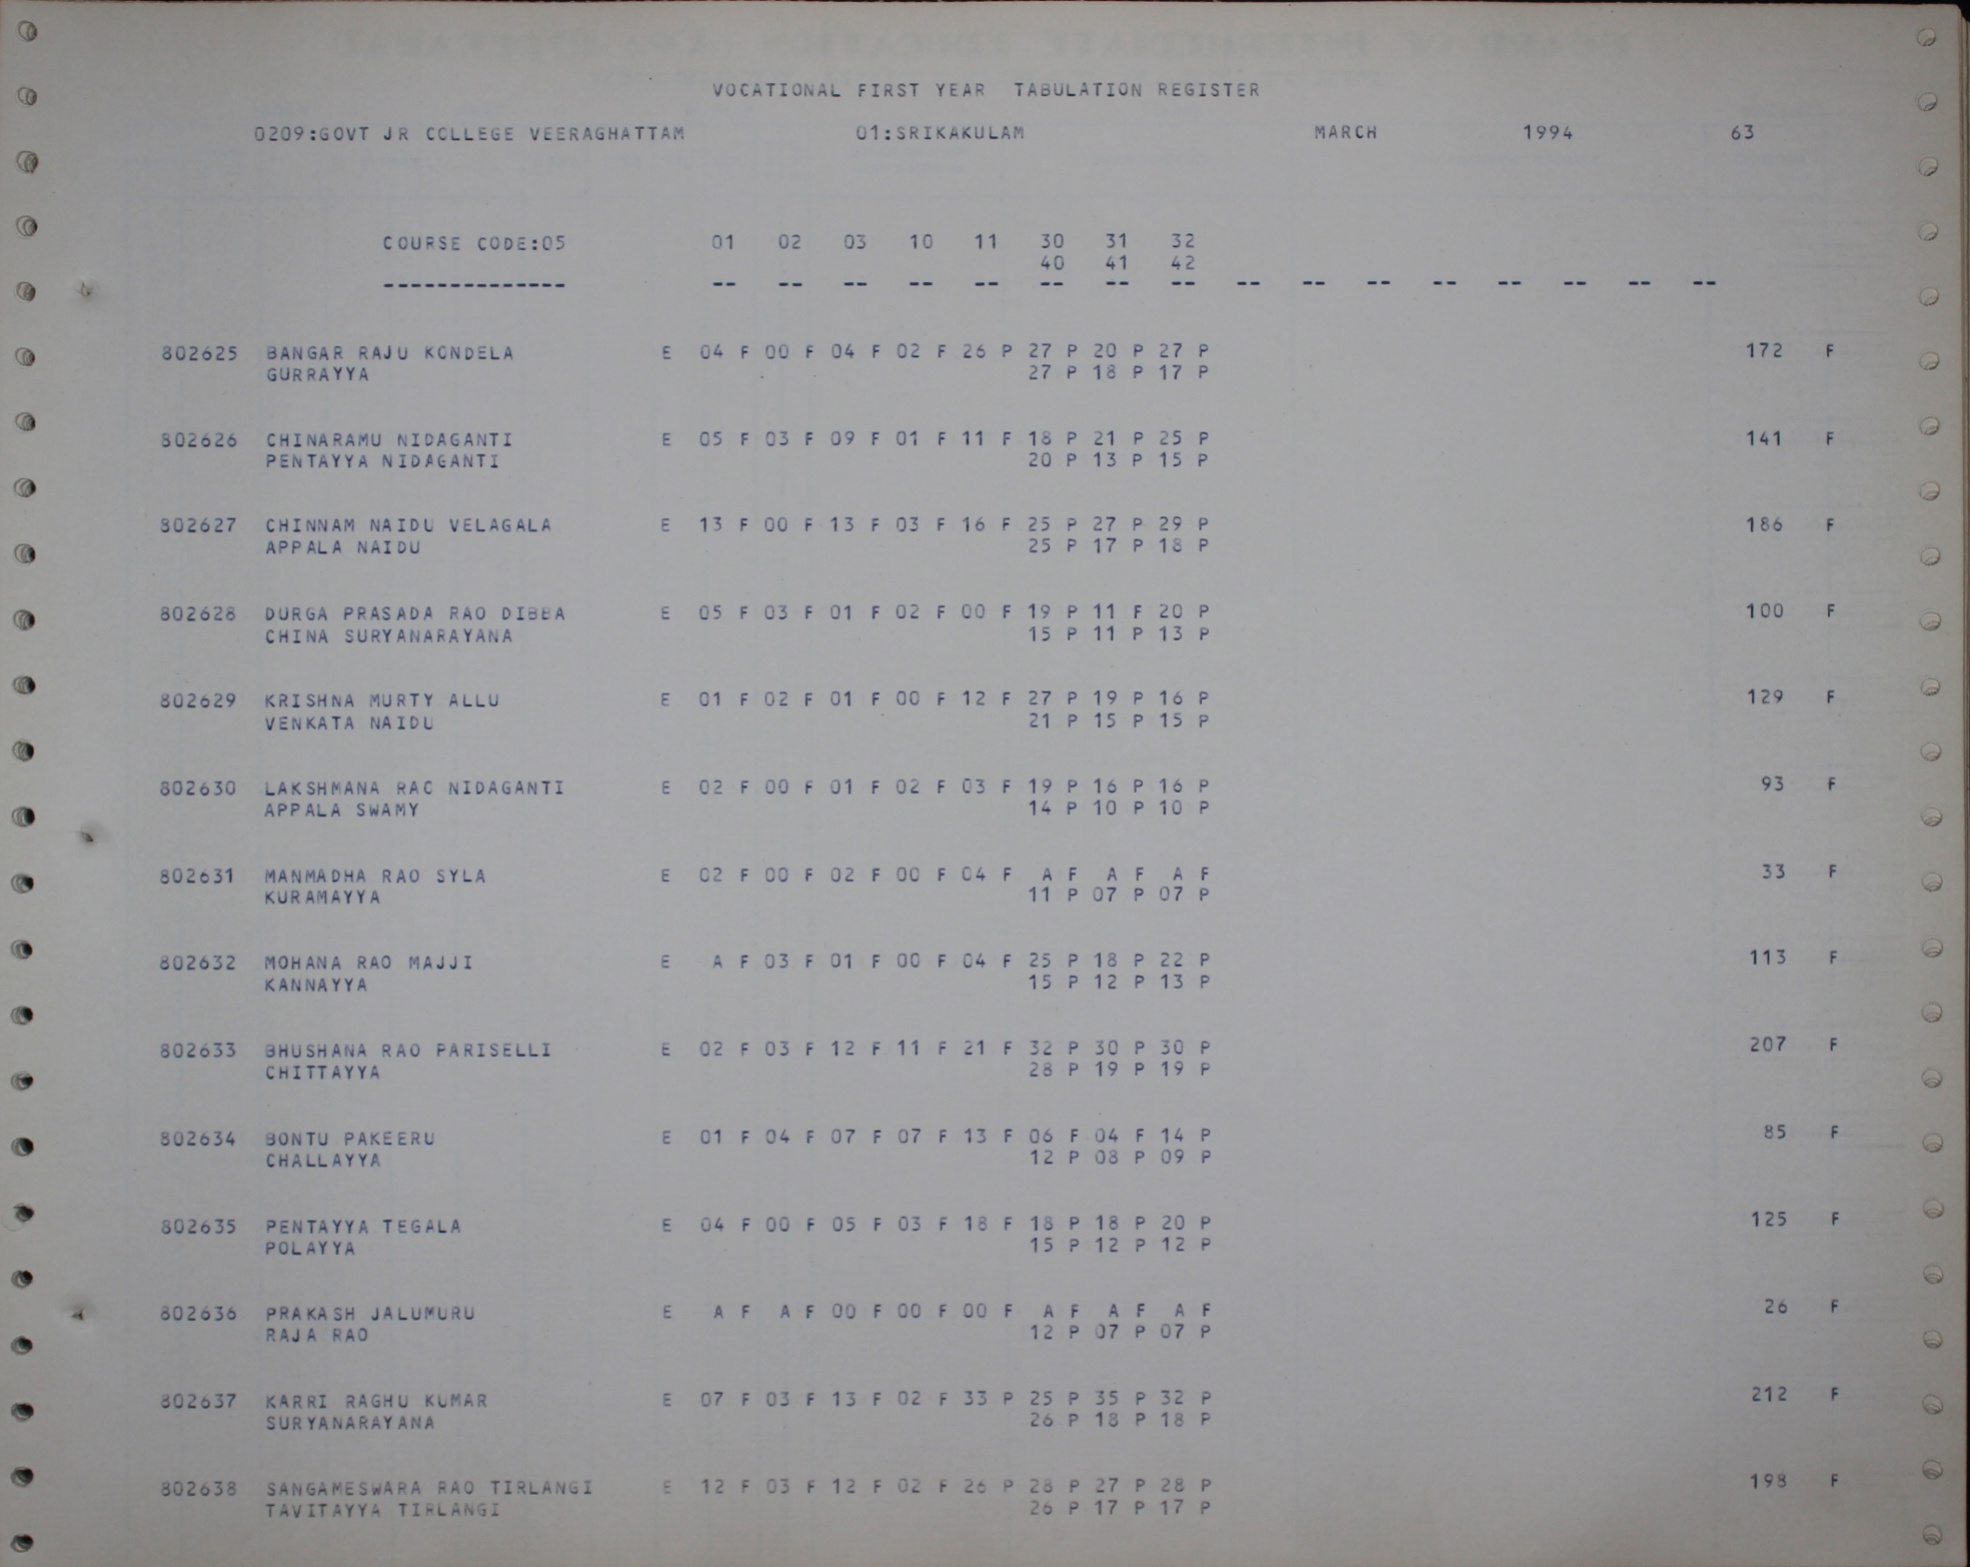 VOCATIONAL FIRST YEAR TABULATION REGISTER
0209:GOVT JR COLLEGE VEERAGHATTAM 01:SRIKAKULAM MARCH 1994 63
COURSE CODE:05 01 02 03 10 11 30 31 32
40 41 42
-------------- -- -- -- -- -- -- -- -- -- -- -- -- -- -- -- --
802625 BANGAR RAJU KONDELA E 04 F 00 F 04 F 02 F 26 P 27 P 20 P 27 P 172 F
GURRAYYA 27 P 18 P 17 P
802626 CHINARAMU NIDAGANTI E 05 F 03 F 09 F 01 F 11 F 18 P 21 P 25 P 141 F
PENTAYYA NIDAGANTI 20 P 13 P 15 P
802627 CHINNAM NAIDU VELAGALA E 13 F 00 F 13 F 03 F 16 F 25 P 27 P 29 P 186 F
APPALA NAIDU 25 P 17 P 18 P
802628 DURGA PRASADA RAO DIBBA E 05 F 03 F 01 F 02 F 00 F 19 P 11 F 20 P 100 F
CHINA SURYANARAYANA 15 P 11 P 13 P
802629 KRISHNA MURTY ALLU E 01 F 02 F 01 F 00 F 12 F 27 P 19 P 16 P 129 F
VENKATA NAIDU 21 P 15 P 15 P
802630 LAKSHMANA RAO NIDAGANTI E 02 F 00 F 01 F 02 F 03 F 19 P 16 P 16 P 93 F
APPALA SWAMY 14 P 10 P 10 P
802631 MANMADHA RAO SYLA E 02 F 00 F 02 F 00 F 04 F A F A F A F 33 F
KURAMAYYA 11 P 07 P 07 P
802632 MOHANA RAO MAJJI E A F 03 F 01 F 00 F 04 F 25 P 18 P 22 P 113 F
KANNAYYA 15 P 12 P 13 P
802633 BHUSHANA RAO PARISELLI E 02 F 03 F 12 F 11 F 21 F 32 P 30 P 30 P 207 F
CHITTAYYA 28 P 19 P 19 P
802634 BONTU PAKEERU E 01 F 04 F 07 F 07 F 13 F 06 F 04 F 14 P 85 F
CHALLAYYA 12 P 08 P 09 P
802635 PENTAYYA TEGALA E 04 F 00 F 05 F 03 F 18 F 18 P 18 P 20 P 125 F
POLAYYA 15 P 12 P 12 P
802636 PRAKASH JALUMURU E A F A F 00 F 00 F 00 F A F A F A F 26 F
RAJA RAO 12 P 07 P 07 P
802637 KARRI RAGHU KUMAR E 07 F 03 F 13 F 02 F 33 P 25 P 35 P 32 P 212 F
SURYANARAYANA 26 P 18 P 18 P
802638 SANGAMESWARA RAO TIRLANGI E 12 F 03 F 12 F 02 F 26 P 28 P 27 P 28 P 198 F
TAVITAYYA TIRLANGI 26 P 17 P 17 P